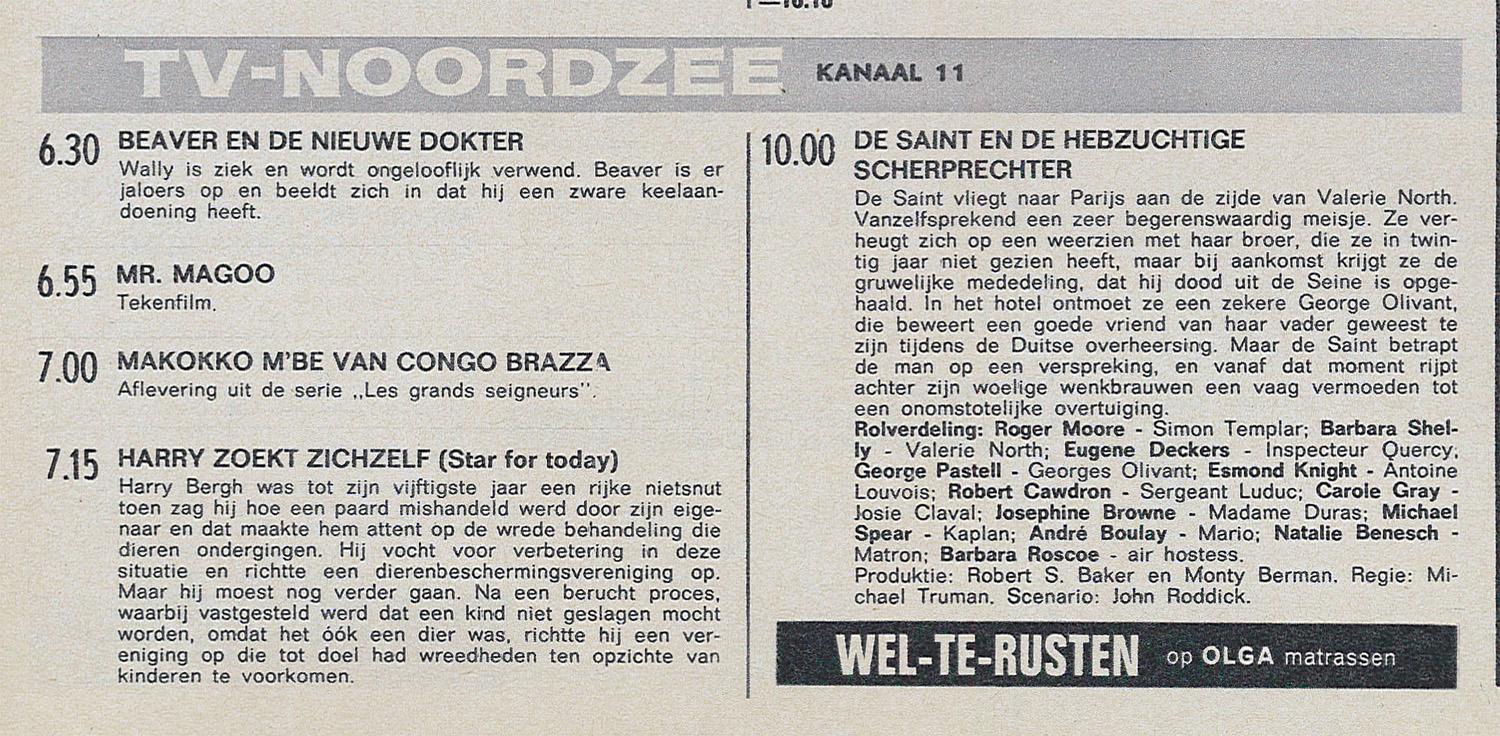 TV-NOORDZEE KANAAL 11
6.30 BEAVER EN DE NIEUWE DOKTER
Wally is ziek en wordt ongelooflijk verwend. Beaver is er
jaloers op en beeldt zich in dat hij een zware keelaan-
doening heeft.
6.55 MR. MAGOO
Tekenfilm.
7.00 MAKOKKO M'BE VAN CONGO BRAZZA
Aflevering uit de serie „Les grands seigneurs”.
7.15 HARRY ZOEKT ZICHZELF (Star for today)
Harry Bergh was tot zijn vijftigste jaar een rijke nietsnut
toen zag hij hoe een paard mishandeld werd door zijn eige-
naar en dat maakte hem attent op de wrede behandeling die
dieren ondergingen. Hij vocht voor verbetering in deze
situatie en richtte een dierenbeschermingsvereniging op.
Maar hij moest nog verder gaan. Na een berucht proces,
waarbij vastgesteld werd dat een kind niet geslagen mocht
worden, omdat het óók een dier was, richtte hij een ver-
eniging op die tot doel had wreedheden ten opzichte van
kinderen te voorkomen.
10.00 DE SAINT EN DE HEBZUCHTIGE
SCHERPRECHTER
De Saint vliegt naar Parijs aan de zijde van Valerie North.
Vanzelfsprekend een zeer begerenswaardig meisje. Ze ver-
heugt zich op een weerzien met haar broer, die ze in twin-
tig jaar niet gezien heeft, maar bij aankomst krijgt ze de
gruwelijke mededeling, dat hij dood uit de Seine is opge-
haald. In het hotel ontmoet ze een zekere George Olivant,
die beweert een goede vriend van haar vader geweest te
zijn tijdens de Duitse overheersing. Maar de Saint betrapt
de man op een verspreking, en vanaf dat moment rijpt
achter zijn woelige wenkbrauwen een vaag vermoeden tot
een onomstotelijke overtuiging.
Rolverdeling: Roger Moore - Simon Templar; Barbara Shel-
ly - Valerie North; Eugene Deckers - Inspecteur Quercy;
George Pastell - Georges Olivant; Esmond Knight - Antoine
Louvois; Robert Cawdron - Sergeant Luduc; Carole Gray -
Josie Claval; Josephine Browne - Madame Duras; Michael
Spear - Kaplan; André Boulay - Mario; Natalie Benesch -
Matron; Barbara Roscoe - air hostess.
Produktie: Robert S. Baker en Monty Berman. Regie: Mi-
chael Truman. Scenario: John Roddick.
WEL-TE-RUSTEN op OLGA matrassen